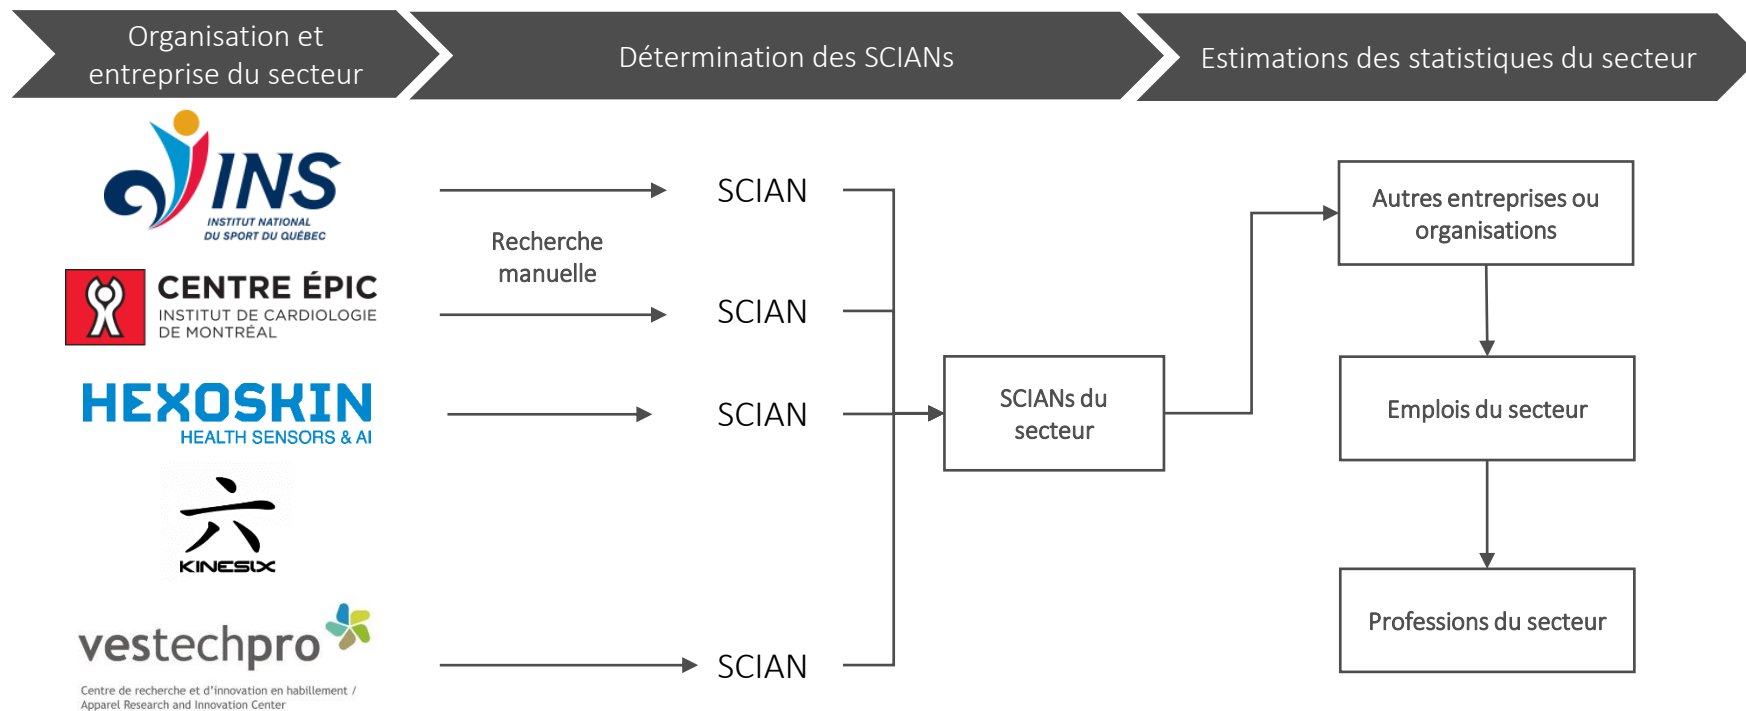 Organisation et
entreprise du secteur
Détermination des SCIANs
Estimations des statistiques du secteur
INS
INSTITUT NATIONAL
DU SPORT DU QUÉBEC
SCIAN
Recherche
manuelle
CENTRE ÉPIC
INSTITUT DE CARDIOLOGIE
DE MONTRÉAL
SCIAN
HEXOSKIN
HEALTH SENSORS & AI
SCIAN
六
KINESIX
vestechpro
Centre de recherche et d'innovation en habillement /
Apparel Research and Innovation Center
SCIAN
SCIANs du
secteur
Autres entreprises ou
organisations
Emplois du secteur
Professions du secteur